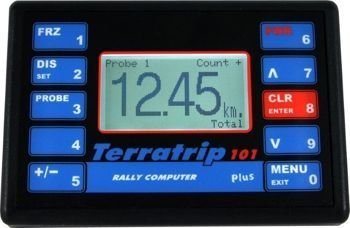 FRZ 1
DIS SET 2
PROBE 3
4
+/- 5
Probe 1 Count +
12.45 km.
Total
Terratrip 101
RALLY COMPUTER Plus
PWR 6
Λ 7
CLR ENTER 8
V 9
MENU EXIT 0